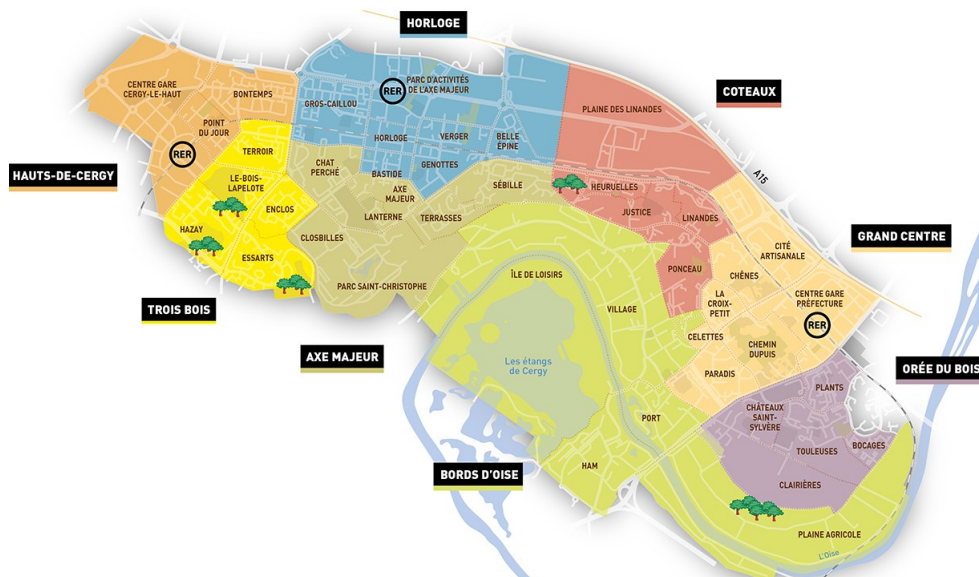 HORLOGE
COTEAUX
HAUTS-DE-CERGY
GRAND CENTRE
TROIS BOIS
AXE MAJEUR
ORÉE DU BOIS
BORDS D'OISE
CENTRE GARE
CERGY-LE-HAUT
BONTEMPS
POINT
DU JOUR
RER
GROS-CAILLOU
RER
PARC D'ACTIVITÉS
DE L'AXE MAJEUR
HORLOGE
VERGER
BELLE
ÉPINE
BASTIDE
GENOTTES
PLAINE DES LINANDES
HEURUELLES
JUSTICE
LINANDES
PONCEAU
A15
TERROIR
LE-BOIS-
LAPELOTE
ENCLOS
HAZAY
ESSARTS
CHAT
PERCHÉ
AXE
MAJEUR
SÉBILLE
LANTERNE
TERRASSES
CLOSBILLES
PARC SAINT-CHRISTOPHE
CITÉ
ARTISANALE
CHÊNES
LA
CROIX-
PETIT
CENTRE GARE
PRÉFECTURE
RER
CHEMIN
DUPUIS
PARADIS
ÎLE DE LOISIRS
VILLAGE
CELETTES
Les étangs
de Cergy
PORT
HAM
PLAINE AGRICOLE
L'Oise
PLANTS
CHÂTEAUX
SAINT-
SYLVÈRE
BOCAGES
TOULEUSES
CLAIRIÈRES